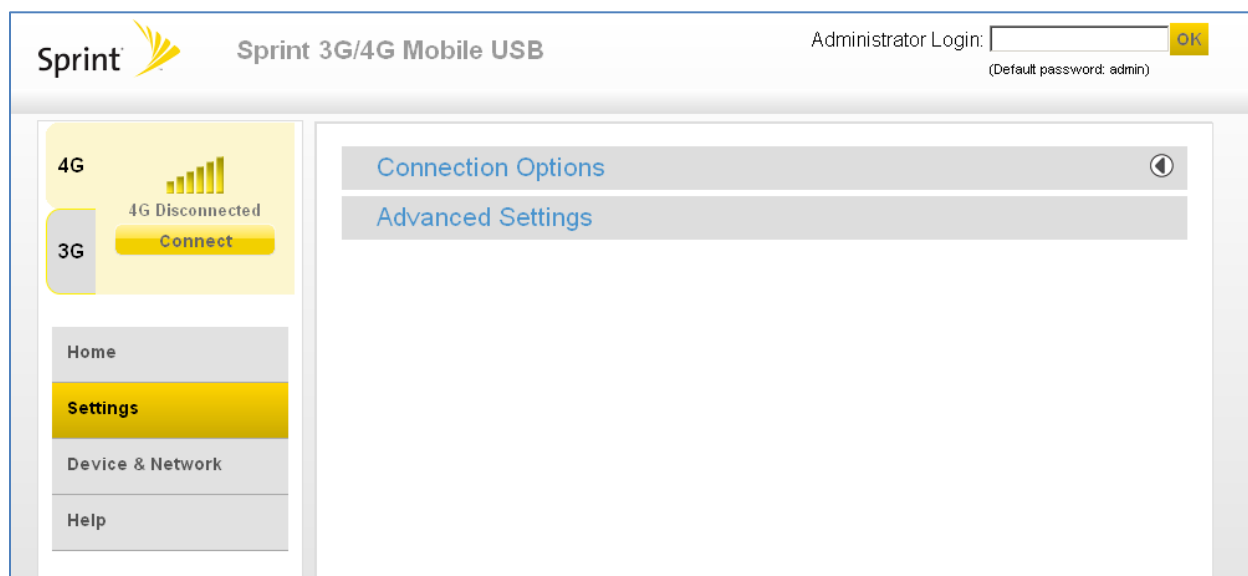 Sprint
Sprint 3G/4G Mobile USB
Administrator Login:
OK
(Default password: admin)
4G
4G Disconnected
Connect
3G
Home
Settings
Device & Network
Help
Connection Options
Advanced Settings